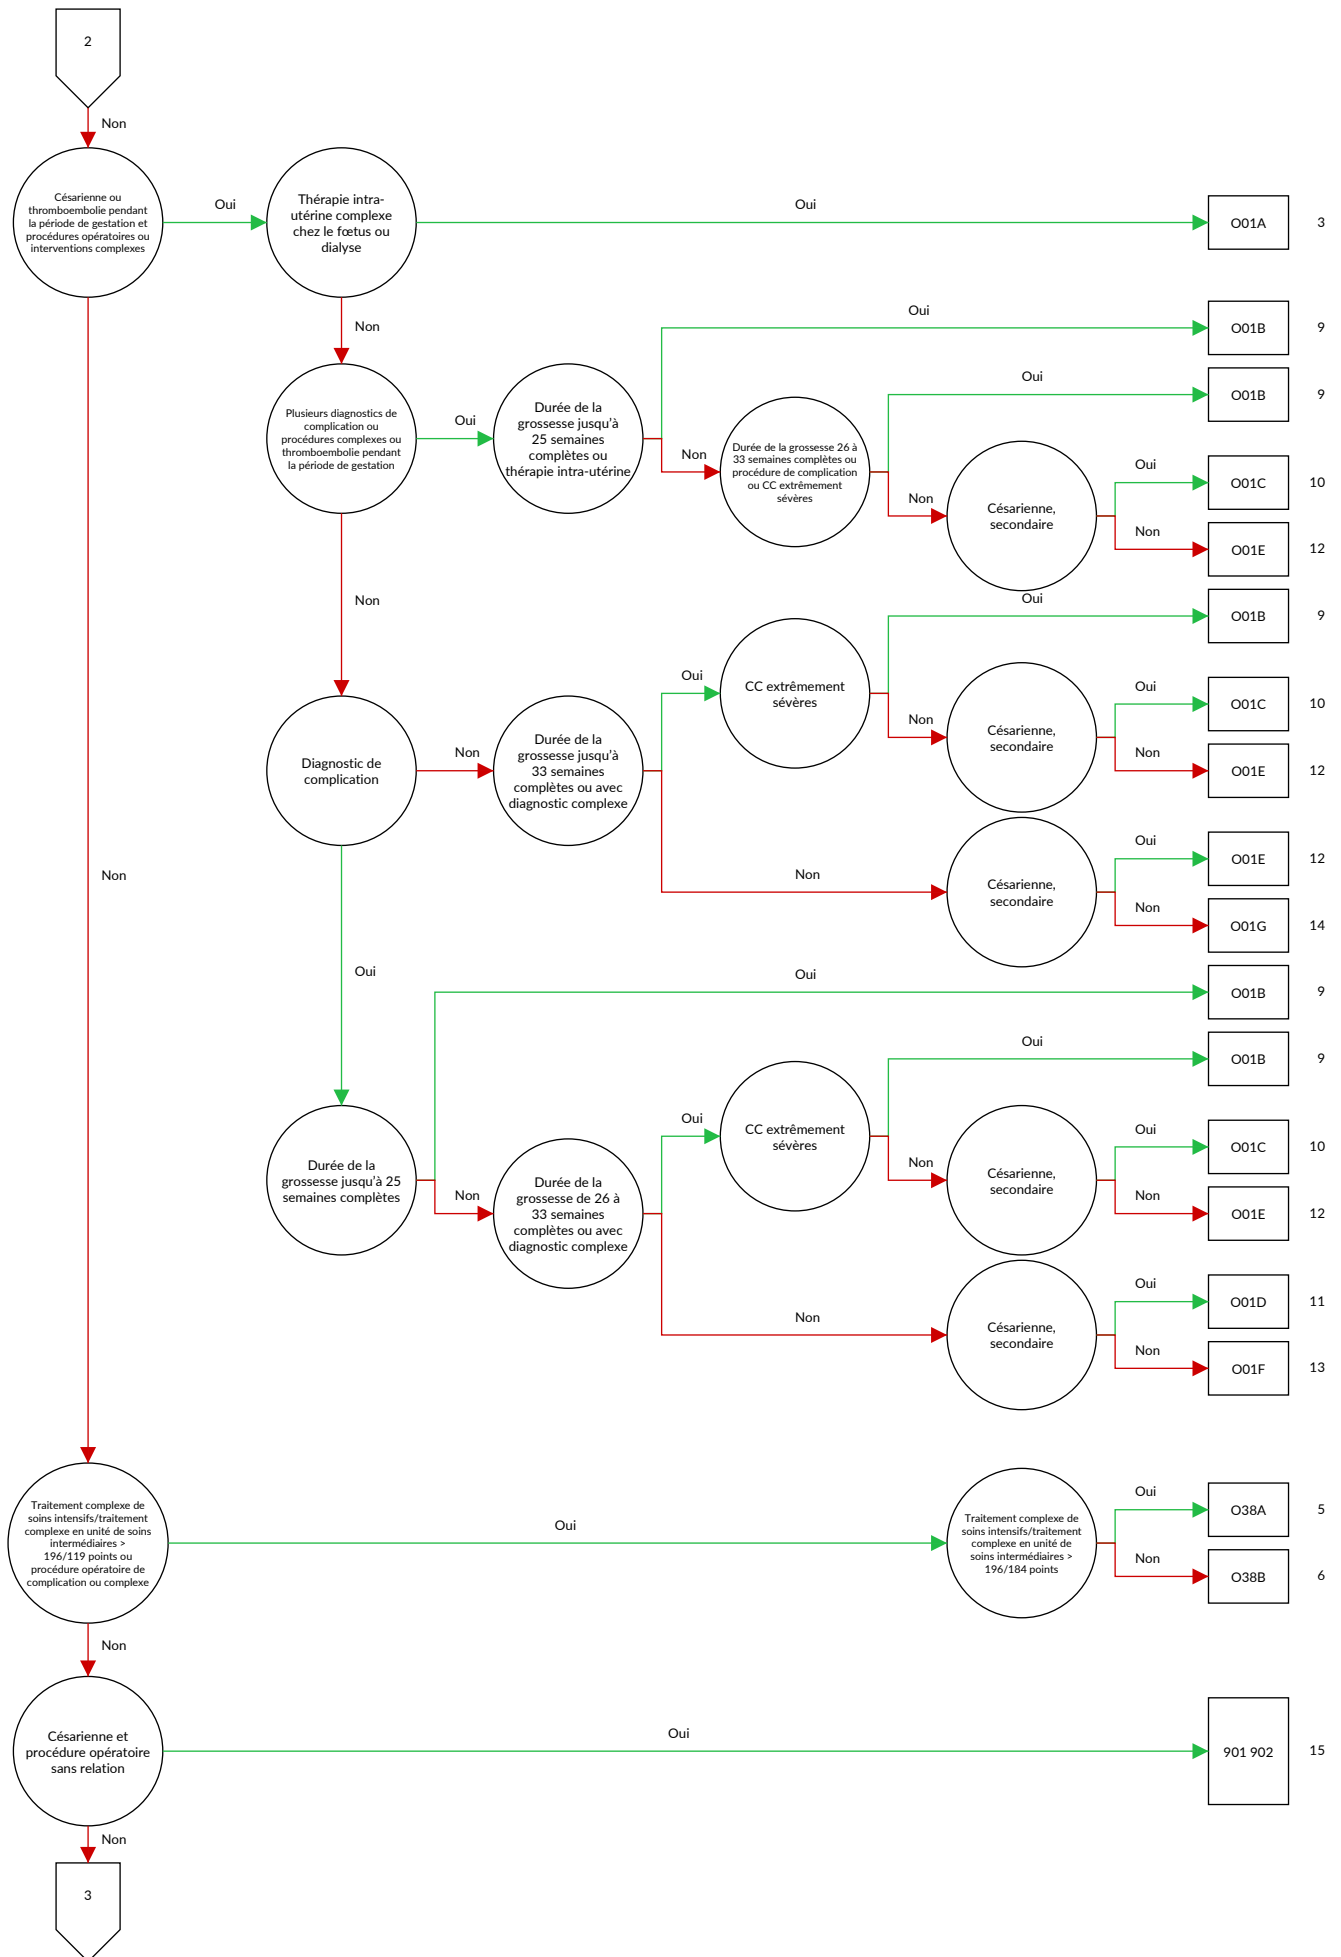 2
Non
Césarienne ou
thromboembolie pendant
la période de gestation et
procédures opératoires ou
interventions complexes
Oui
Thérapie intra-
utérine complexe
chez le fœtus ou
dialyse
Oui
O01A
3
Non
Oui
O01B
9
Plusieurs diagnostics de
complication ou
procédures complexes ou
thromboembolie pendant
la période de gestation
Oui
Durée de la
grossesse jusqu'à
25 semaines
complètes ou
thérapie intra-utérine
Non
Durée de la grossesse 26 à
33 semaines complètes ou
procédure de complication
ou CC extrêmement
sévères
Oui
O01B
9
Non
Césarienne,
secondaire
Oui
O01C
10
Non
O01E
12
Non
Diagnostic de
complication
Non
Durée de la
grossesse jusqu'à
33 semaines
complètes ou avec
diagnostic complexe
Oui
CC extrêmement
sévères
Oui
O01B
9
Non
Césarienne,
secondaire
Oui
O01C
10
Non
O01E
12
Non
Césarienne,
secondaire
Oui
O01E
12
Non
O01G
14
Non
Oui
Oui
O01B
9
Durée de la
grossesse jusqu'à 25
semaines complètes
Non
Durée de la
grossesse de 26 à
33 semaines
complètes ou avec
diagnostic complexe
Oui
CC extrêmement
sévères
Oui
O01B
9
Non
Césarienne,
secondaire
Oui
O01C
10
Non
O01E
12
Non
Césarienne,
secondaire
Oui
O01D
11
Non
O01F
13
Traitement complexe de
soins intensifs/traitement
complexe en unité de soins
intermédiaires >
196/119 points ou
procédure opératoire de
complication ou complexe
Oui
Traitement complexe de
soins intensifs/traitement
complexe en unité de
soins intermédiaires >
196/184 points
Oui
O38A
5
Non
O38B
6
Non
Césarienne et
procédure opératoire
sans relation
Oui
901 902
15
Non
3